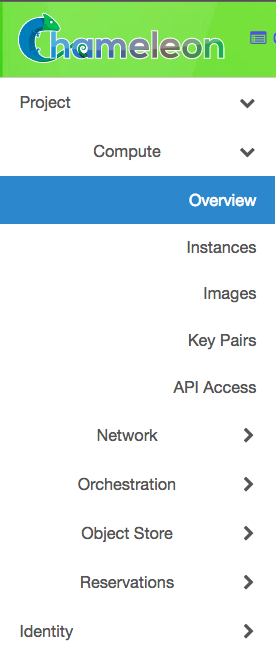 Chameleon
Project
Compute
Overview
Instances
Images
Key Pairs
API Access
Network
Orchestration
Object Store
Reservations
Identity